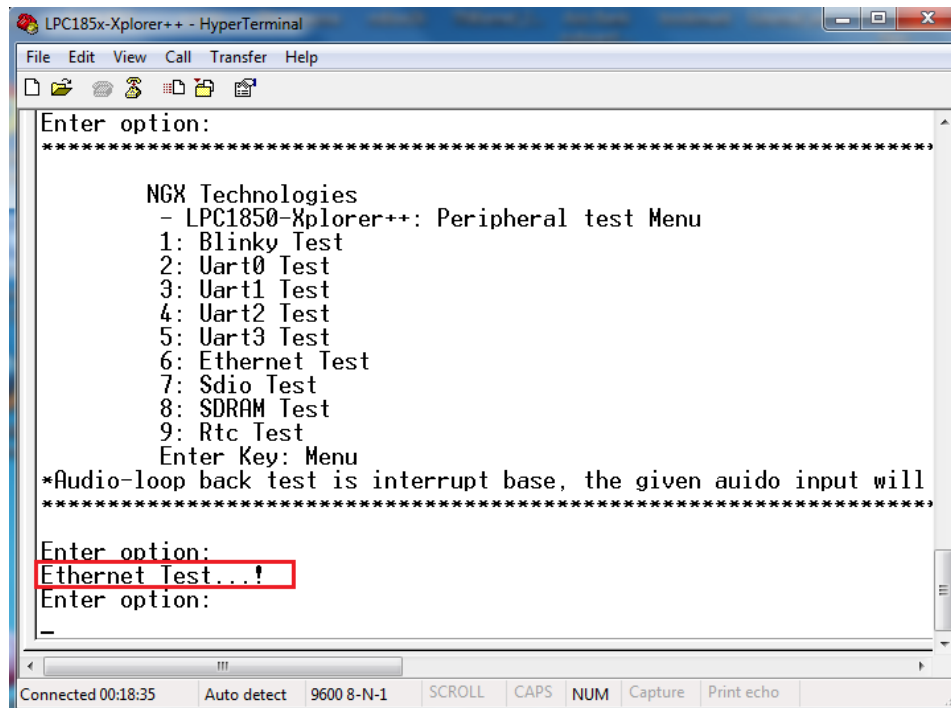 LPC185x-Xplorer++ - HyperTerminal
File Edit View Call Transfer Help
Enter option:
********************************************************************
NGX Technologies
- LPC1850-Xplorer++: Peripheral test Menu
1: Blinky Test
2: Uart0 Test
3: Uart1 Test
4: Uart2 Test
5: Uart3 Test
6: Ethernet Test
7: Sdio Test
8: SDRAM Test
9: Rtc Test
Enter Key: Menu
*Audio-loop back test is interrupt base, the given auido input will
********************************************************************
Enter option:
Ethernet Test...!
Enter option:
_
Connected 00:18:35 Auto detect 9600 8-N-1 SCROLL CAPS NUM Capture Print echo